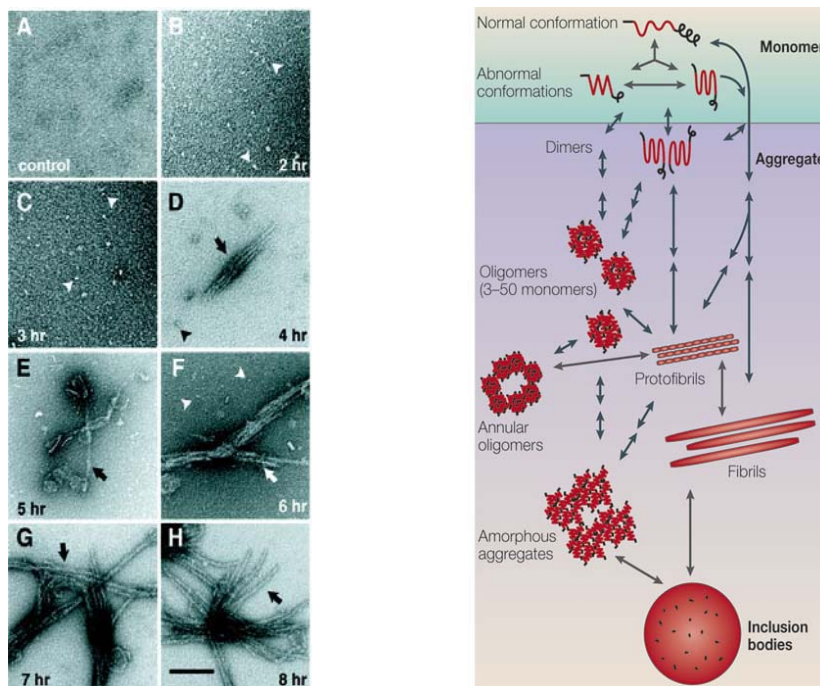 A
control
B
2 hr
C
3 hr
D
4 hr
E
5 hr
F
6 hr
G
7 hr
H
8 hr
Normal conformation
Monomer
Abnormal
conformations
Dimers
Aggregate
Oligomers
(3–50 monomers)
Protofibrils
Annular
oligomers
Fibrils
Amorphous
aggregates
Inclusion
bodies